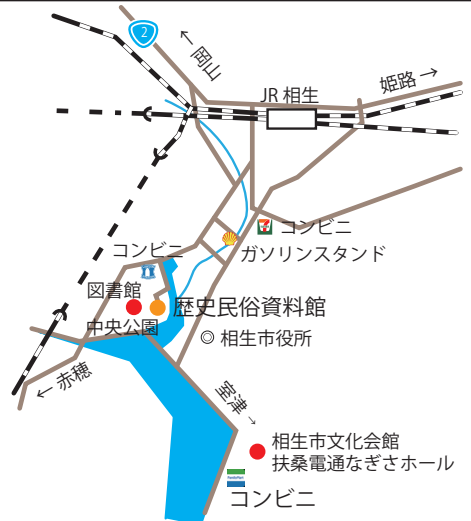 2
← 岡山
JR 相生
姫路 →
7
コンビニ
ガソリンスタンド
コンビニ
図書館
歴史民俗資料館
中央公園
◎ 相生市役所
← 赤穂
室津 →
相生市文化会館
扶桑電通なぎさホール
FamilyMart
コンビニ